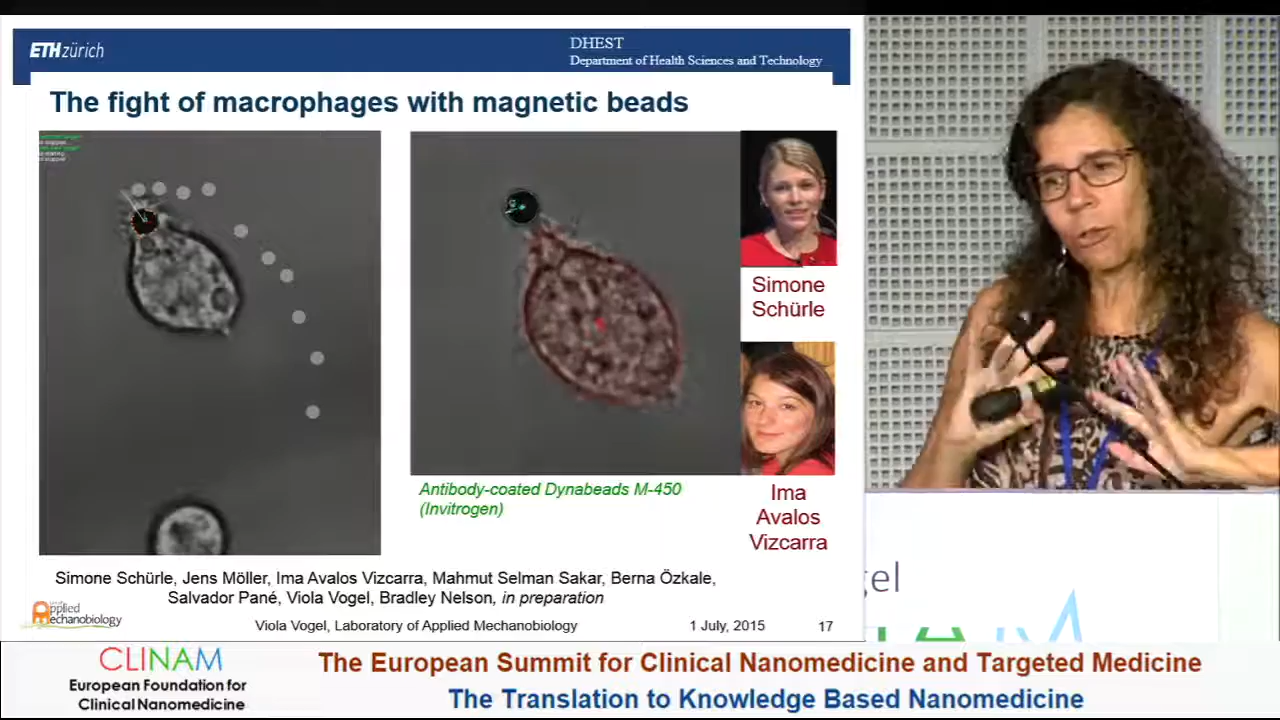 ETH zürich
DHEST
Department of Health Sciences and Technology
The fight of macrophages with magnetic beads
Simone
Schürle
Antibody-coated Dynabeads M-450
(Invitrogen)
Ima
Avalos
Vizcarra
Simone Schürle, Jens Möller, Ima Avalos Vizcarra, Mahmut Selman Sakar, Berna Özkale,
Salvador Pané, Viola Vogel, Bradley Nelson, in preparation
Applied
Mechanobiology
Viola Vogel, Laboratory of Applied Mechanobiology
1 July, 2015
17
gel
CLINAM
European Foundation for
Clinical Nanomedicine
The European Summit for Clinical Nanomedicine and Targeted Medicine
The Translation to Knowledge Based Nanomedicine